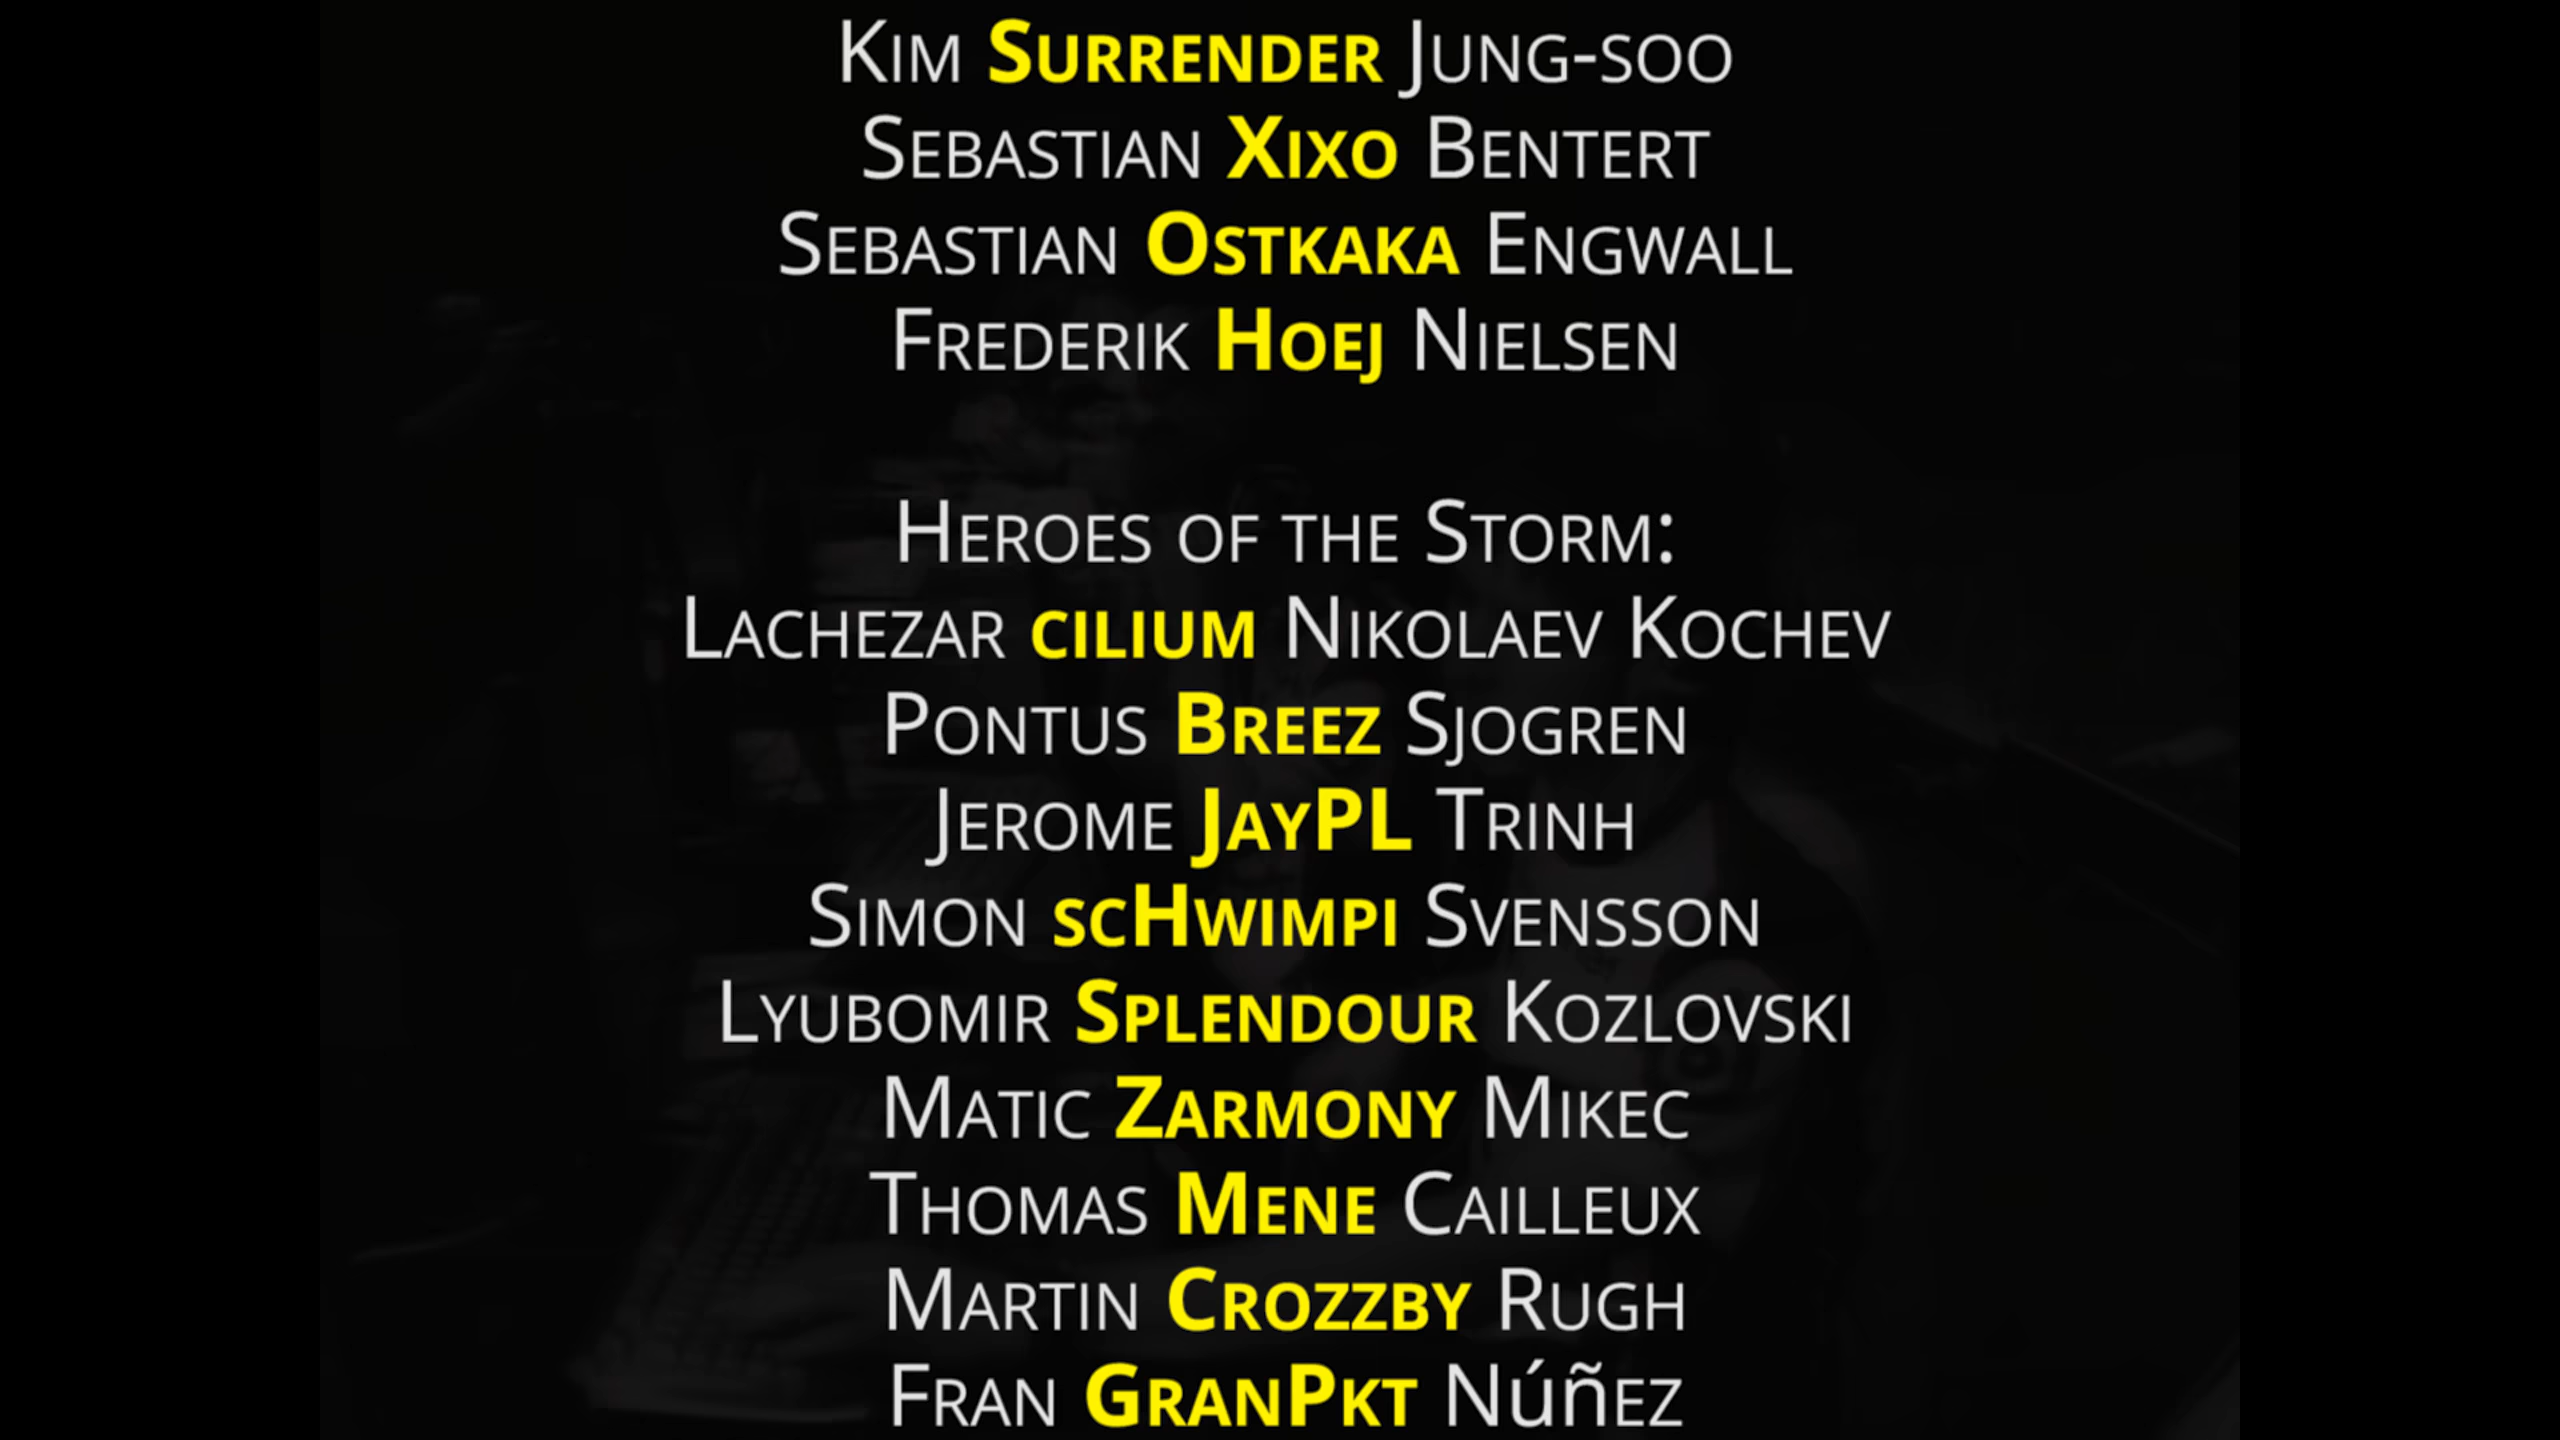 Kim Surrender Jung-soo
Sebastian Xixo Bentert
Sebastian Ostkaka Engwall
Frederik Hoej Nielsen
Heroes of the Storm:
Lachezar cilium Nikolaev Kochev
Pontus Breez Sjogren
Jerome JayPL Trinh
Simon scHwimpi Svensson
Lyubomir Splendour Kozlovski
Matic Zarmony Mikec
Thomas Mene Cailleux
Martin Crozzby Rugh
Fran GranPkt Núñez